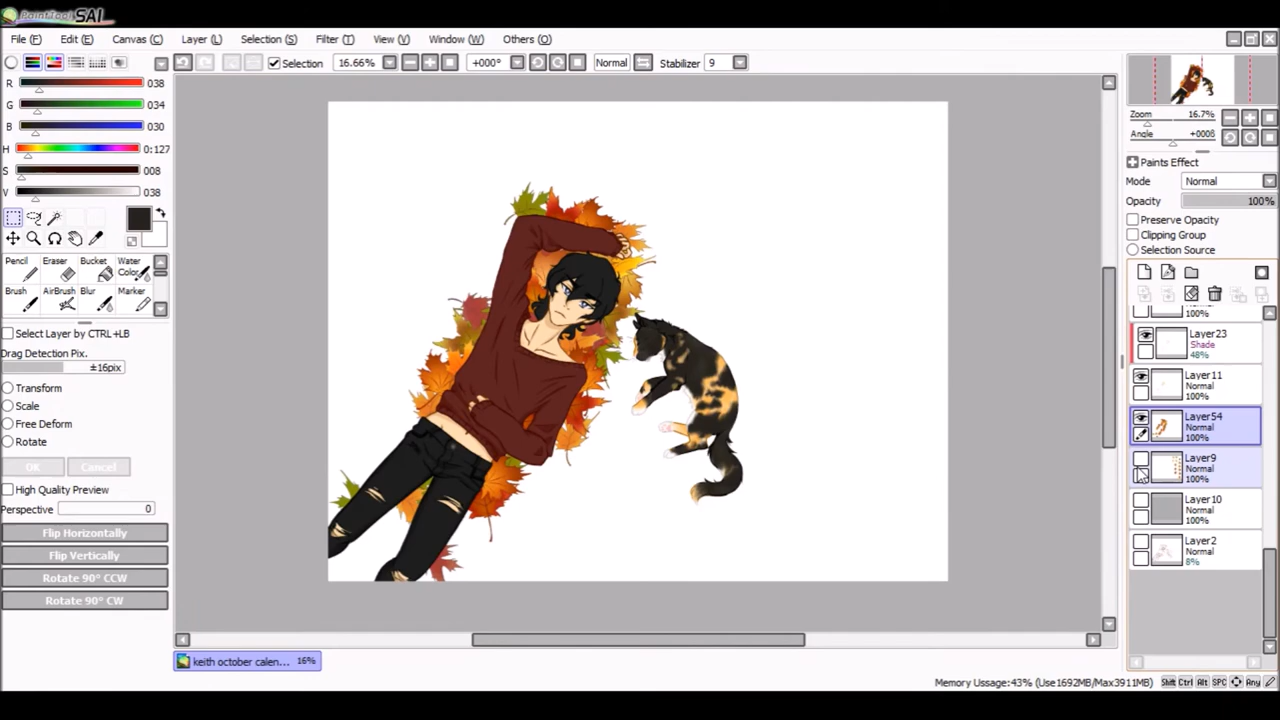 PaintTool SAI
File (F) Edit (E) Canvas (C) Layer (L) Selection (S) Filter (T) View (V) Window (W) Others (O)
Selection 16.66% +000° Normal Stabilizer 9
R 038
G 034
B 030
H 0:127
S 008
V 038
Pencil Eraser Bucket Water Color
Brush AirBrush Blur Marker
Select Layer by CTRL+LB
Drag Detection Pix.
±16pix
Transform
Scale
Free Deform
Rotate
OK Cancel
High Quality Preview
Perspective 0
Flip Horizontally
Flip Vertically
Rotate 90° CCW
Rotate 90° CW
keith october calen... 16%
Zoom 16.7%
Angle
Paints Effect
Mode Normal
Opacity 100%
Preserve Opacity
Clipping Group
Selection Source
100%
Layer23
Shade
48%
Layer11
Normal
100%
Layer54
Normal
100%
Layer9
Normal
100%
Layer10
Normal
100%
Layer2
Normal
8%
Memory Ussage:43% (Use1692MB/Max3911MB) Shift Ctrl Alt SPC Any